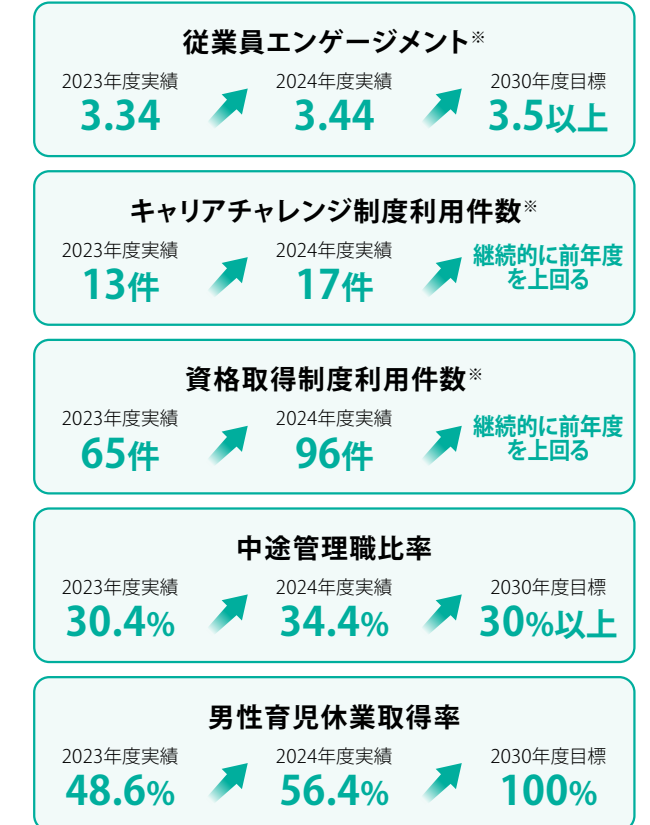 従業員エンゲージメント※
2023年度実績 2024年度実績 2030年度目標
3.34 3.44 3.5以上
キャリアチャレンジ制度利用件数※
2023年度実績 2024年度実績 継続的に前年度
13件 17件 を上回る
資格取得制度利用件数※
2023年度実績 2024年度実績 継続的に前年度
65件 96件 を上回る
中途管理職比率
2023年度実績 2024年度実績 2030年度目標
30.4% 34.4% 30%以上
男性育児休業取得率
2023年度実績 2024年度実績 2030年度目標
48.6% 56.4% 100%